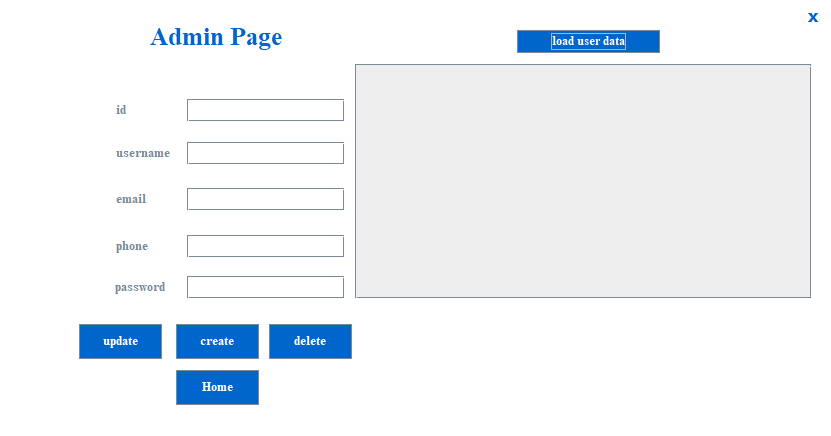 x
Admin Page
load user data
id
username
email
phone
password
update create delete
Home